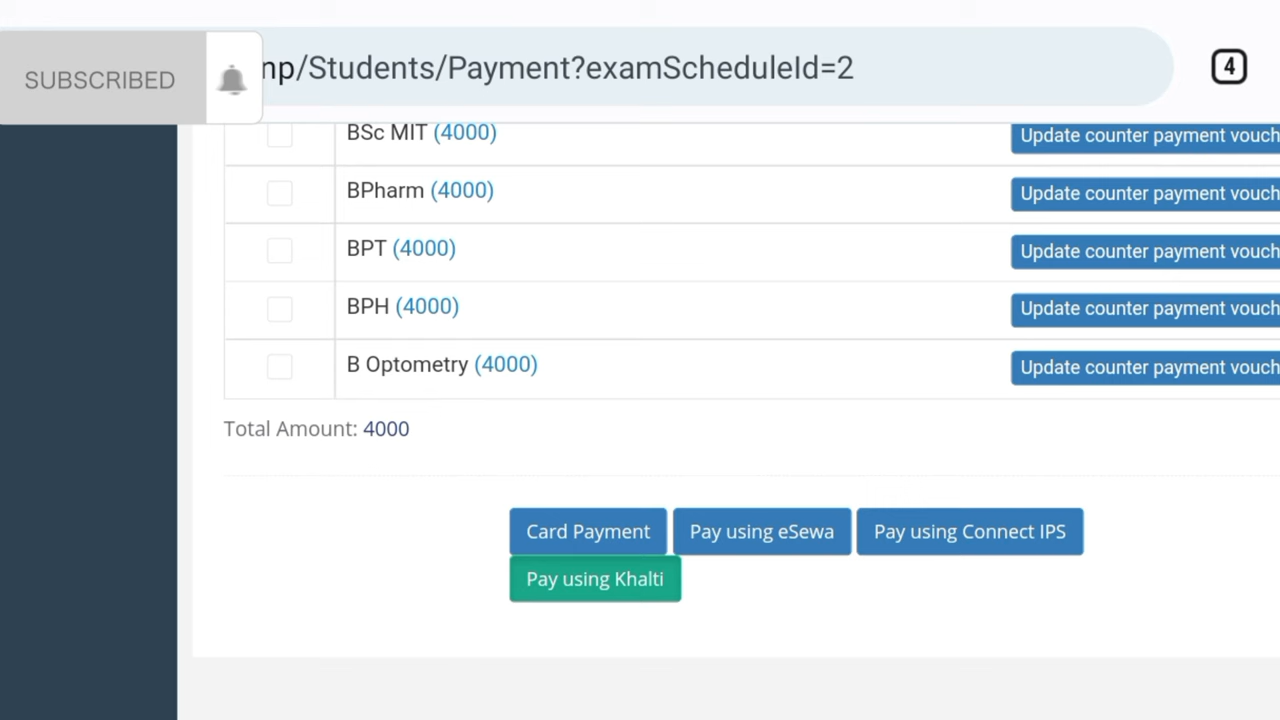 SUBSCRIBED
np/Students/Payment?examScheduleId=2
4
BSc MIT (4000)
Update counter payment vouch
BPharm (4000)
Update counter payment vouch
BPT (4000)
Update counter payment vouch
BPH (4000)
Update counter payment vouch
B Optometry (4000)
Update counter payment vouch
Total Amount: 4000
Card Payment
Pay using eSewa
Pay using Connect IPS
Pay using Khalti